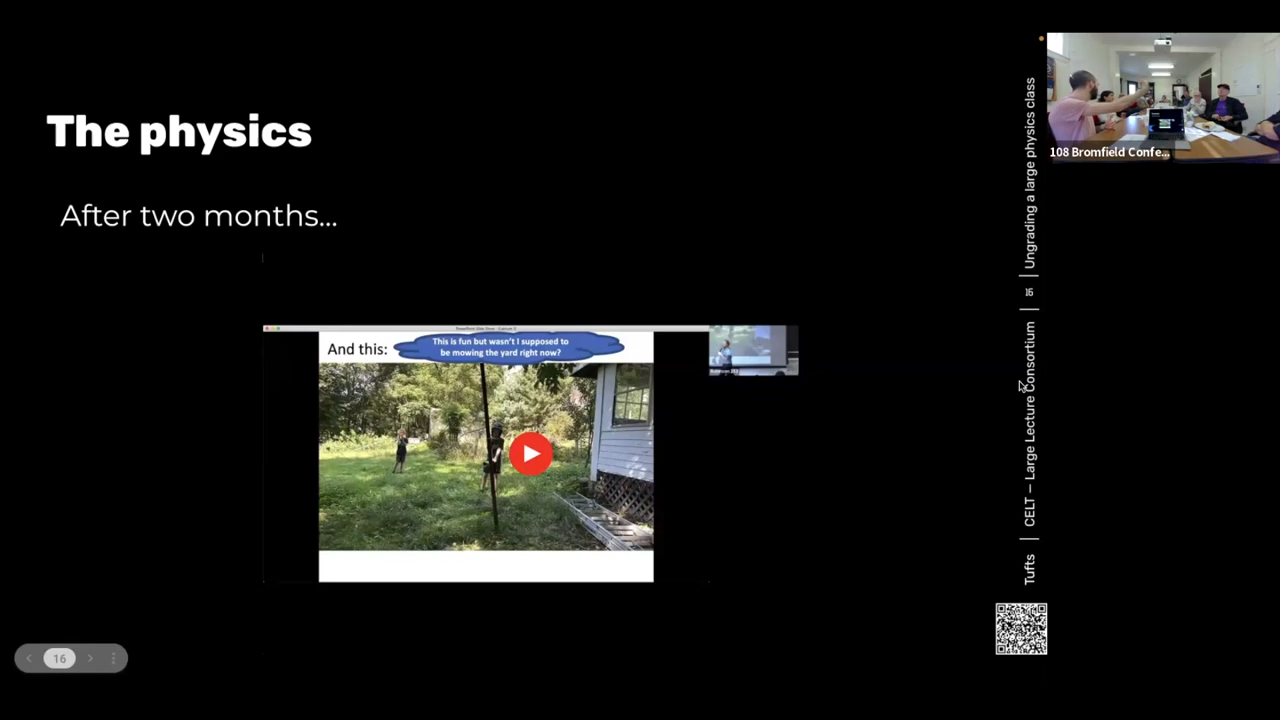 The physics
After two months...
And this:
This is fun but wasn't I supposed to
be mowing the yard right now?
108 Bromfield Confe...
Ungrading a large physics class
16
CELT – Large Lecture Consortium
Tufts
16